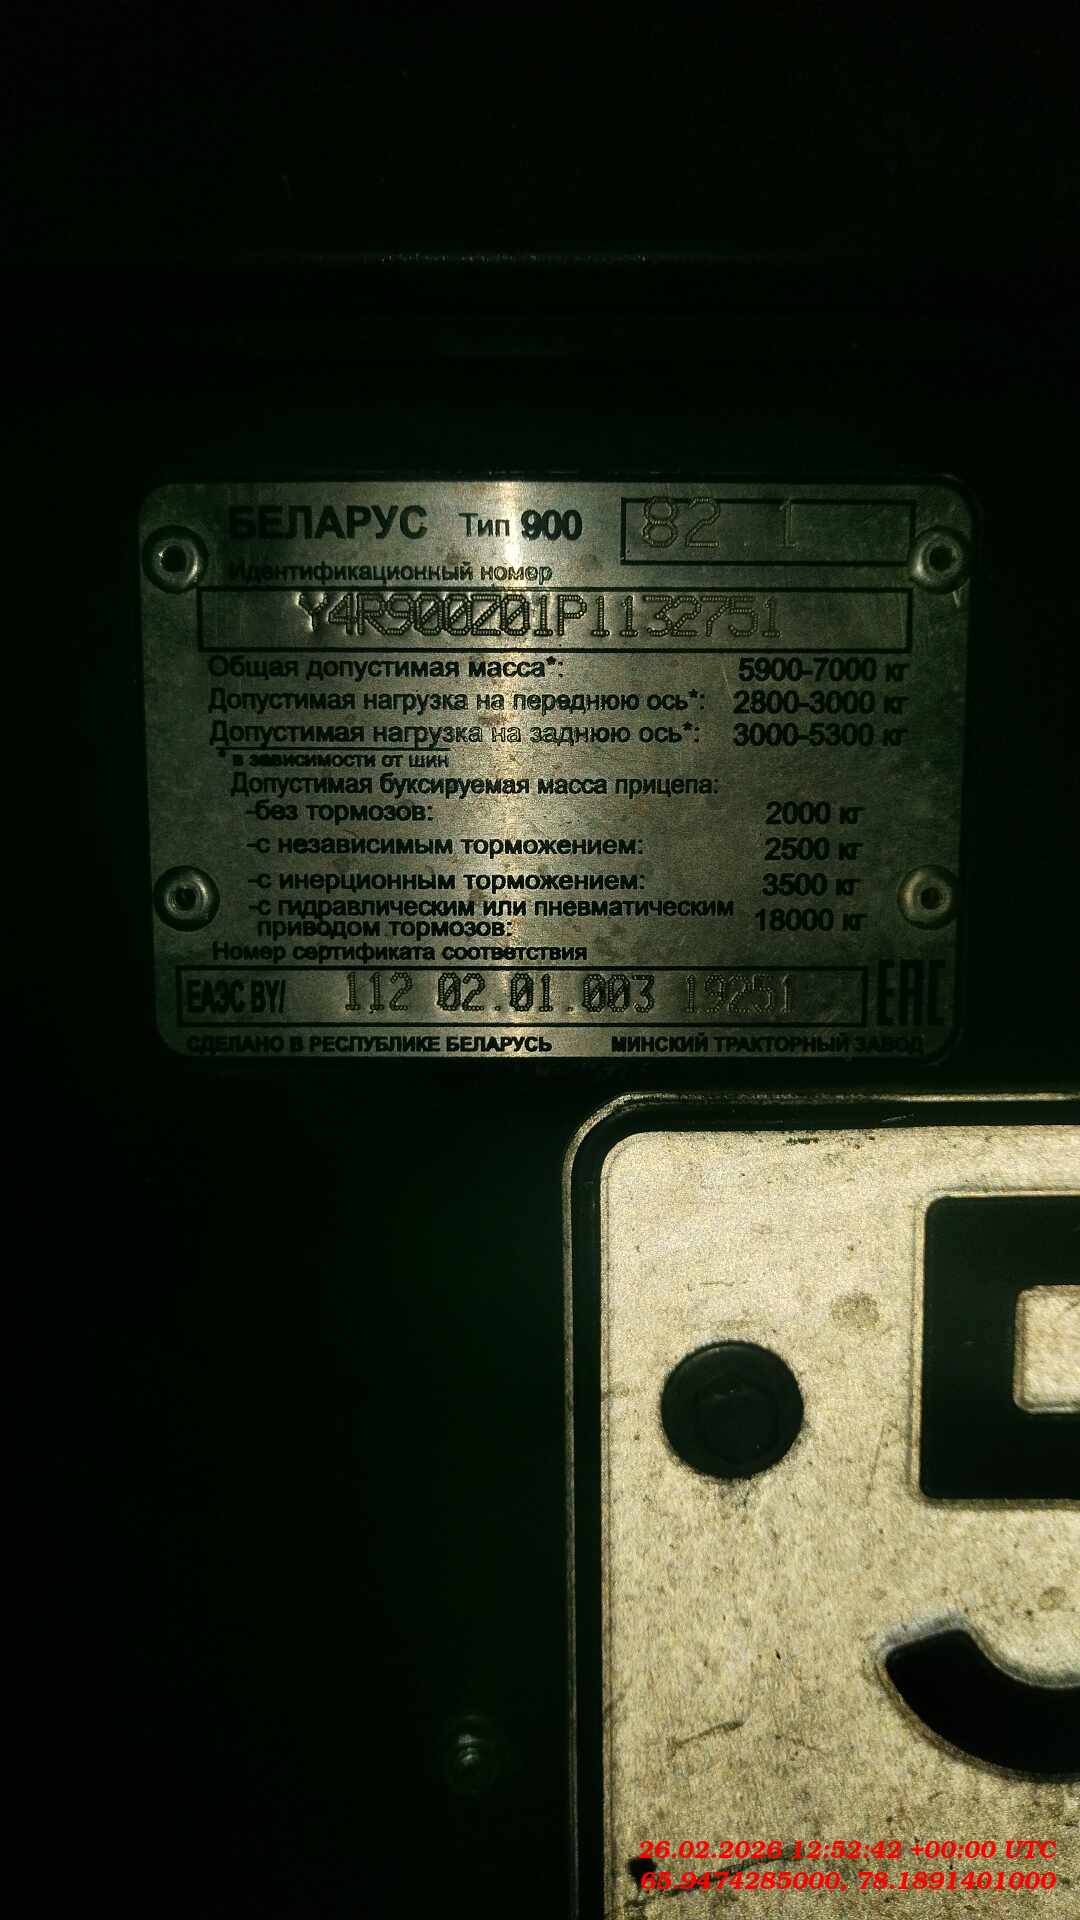 БЕЛАРУС Тип 900 82 1
Идентификационный номер
Y4R900Z01P1132751
Общая допустимая масса*: 5900-7000 кг
Допустимая нагрузка на переднюю ось*: 2800-3000 кг
Допустимая нагрузка на заднюю ось*: 3000-5300 кг
* в зависимости от шин
Допустимая буксируемая масса прицепа:
-без тормозов: 2000 кг
-с независимым торможением: 2500 кг
-с инерционным торможением: 3500 кг
-с гидравлическим или пневматическим
приводом тормозов: 18000 кг
Номер сертификата соответствия
ЕАЭС BY/ 112 02.01.003 19251 EAC
СДЕЛАНО В РЕСПУБЛИКЕ БЕЛАРУСЬ МИНСКИЙ ТРАКТОРНЫЙ ЗАВОД
26.02.2026 12:52:42 +00:00 UTC
65.9474285000, 78.1891401000